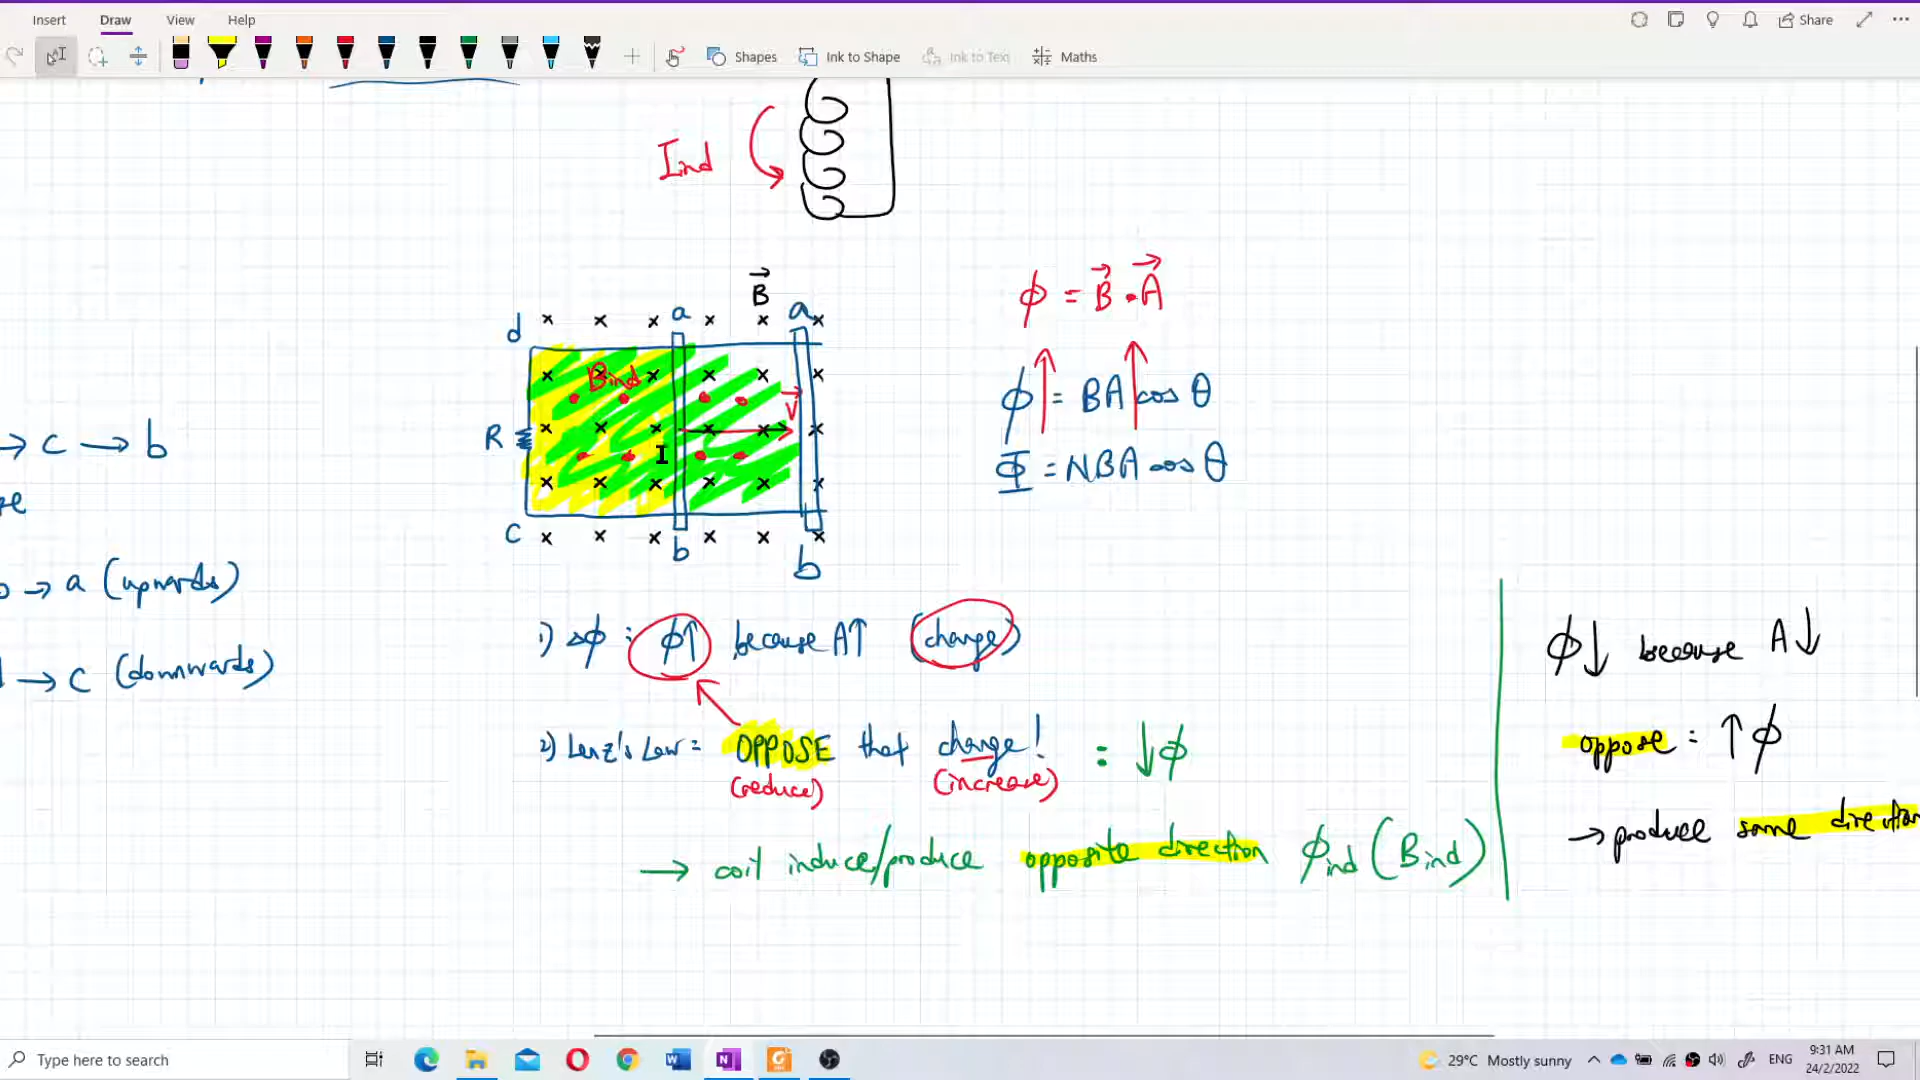 Insert Draw View Help
Share
Shapes Ink to Shape Ink to Text Maths
Ind
B
d a a
Bind
V
R
I
c
b b
ϕ = B • A
ϕ = BA cos θ
Φ = NBA cos θ
→ c → b
→ a (upwards)
→ c (downwards)
1) Δϕ : ϕ↑ because A↑ (change)
2) Lenz's Law = OPPOSE that change! : ↓ϕ
(reduce) (increase)
→ coil induce/produce opposite direction ϕind (Bind)
ϕ↓ because A↓
oppose : ↑ϕ
→ produce same direction
Type here to search
29°C Mostly sunny
ENG
9:31 AM
24/2/2022